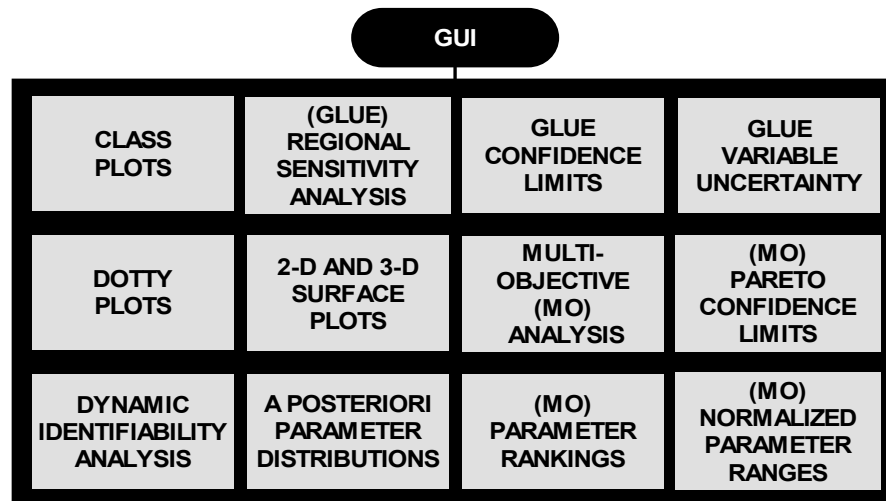 GUI
CLASS
PLOTS
(GLUE)
REGIONAL
SENSITIVITY
ANALYSIS
GLUE
CONFIDENCE
LIMITS
GLUE
VARIABLE
UNCERTAINTY
DOTTY
PLOTS
2-D AND 3-D
SURFACE
PLOTS
MULTI-
OBJECTIVE
(MO)
ANALYSIS
(MO)
PARETO
CONFIDENCE
LIMITS
DYNAMIC
IDENTIFIABILITY
ANALYSIS
A POSTERIORI
PARAMETER
DISTRIBUTIONS
(MO)
PARAMETER
RANKINGS
(MO)
NORMALIZED
PARAMETER
RANGES